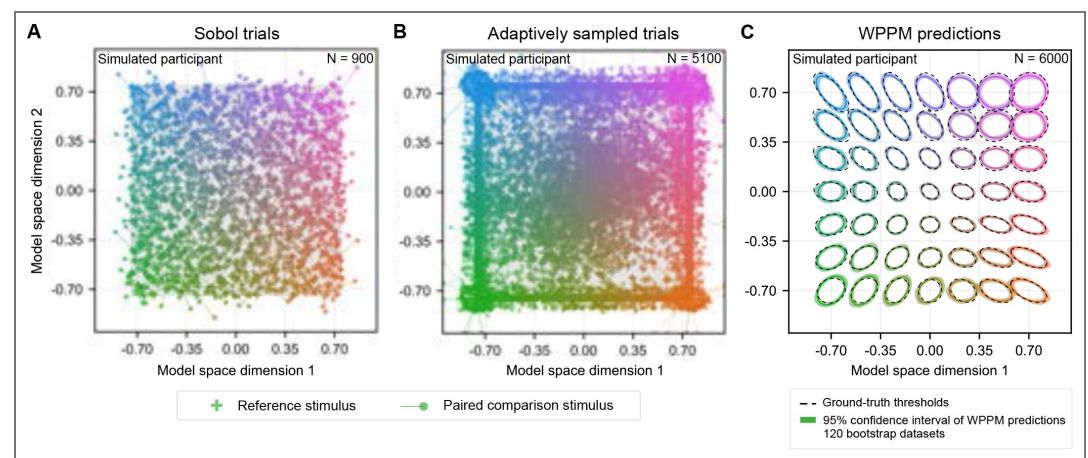 A
Sobol trials
B
Adaptively sampled trials
C
WPPM predictions
Simulated participant
N = 900
Simulated participant
N = 5100
Simulated participant
N = 6000
Model space dimension 2
0.70
0.35
0.00
-0.35
-0.70
0.70
0.35
0.00
-0.35
-0.70
0.70
0.35
0.00
-0.35
-0.70
-0.70 -0.35 0.00 0.35 0.70
-0.70 -0.35 0.00 0.35 0.70
-0.70 -0.35 0.00 0.35 0.70
Model space dimension 1
Model space dimension 1
Model space dimension 1
Reference stimulus
Paired comparison stimulus
Ground-truth thresholds
95% confidence interval of WPPM predictions
120 bootstrap datasets